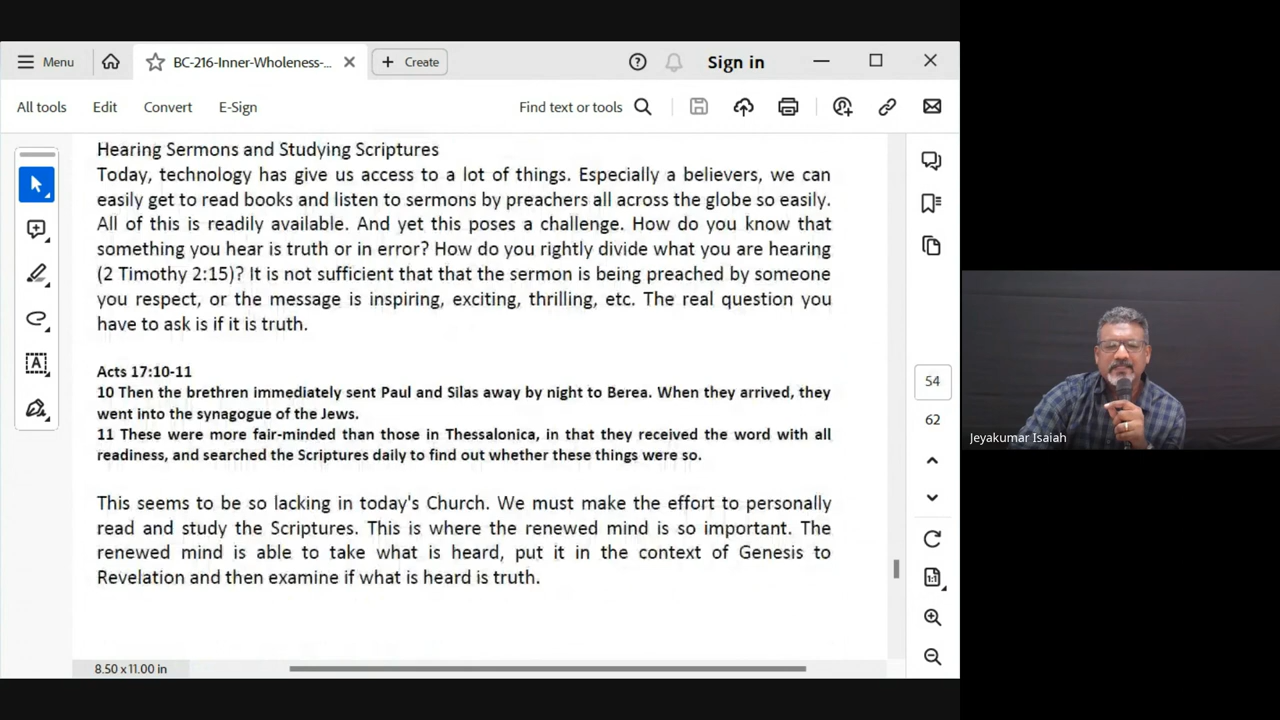 Menu
BC-216-Inner-Wholeness-...
Create
Sign in
All tools
Edit
Convert
E-Sign
Find text or tools
Hearing Sermons and Studying Scriptures
Today, technology has give us access to a lot of things. Especially a believers, we can
easily get to read books and listen to sermons by preachers all across the globe so easily.
All of this is readily available. And yet this poses a challenge. How do you know that
something you hear is truth or in error? How do you rightly divide what you are hearing
(2 Timothy 2:15)? It is not sufficient that that the sermon is being preached by someone
you respect, or the message is inspiring, exciting, thrilling, etc. The real question you
have to ask is if it is truth.
Acts 17:10-11
10 Then the brethren immediately sent Paul and Silas away by night to Berea. When they arrived, they
went into the synagogue of the Jews.
11 These were more fair-minded than those in Thessalonica, in that they received the word with all
readiness, and searched the Scriptures daily to find out whether these things were so.
This seems to be so lacking in today's Church. We must make the effort to personally
read and study the Scriptures. This is where the renewed mind is so important. The
renewed mind is able to take what is heard, put it in the context of Genesis to
Revelation and then examine if what is heard is truth.
54
62
1:1
8.50 x 11.00 in
Jeyakumar Isaiah